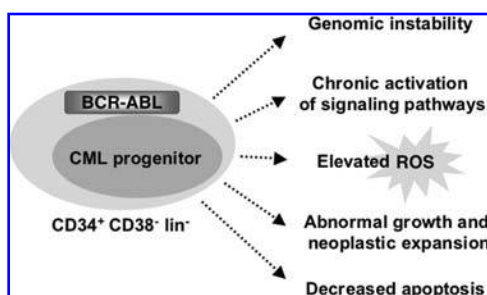 Genomic instability
BCR-ABL
Chronic activation
of signaling pathways
CML progenitor
Elevated ROS
CD34⁺ CD38⁻ lin⁻
Abnormal growth and
neoplastic expansion
Decreased apoptosis